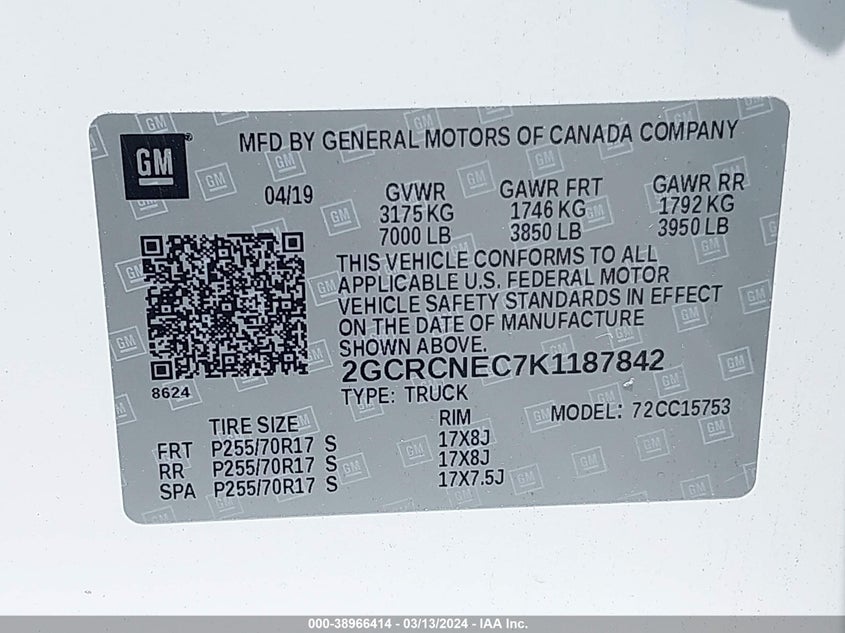 GM
MFD BY GENERAL MOTORS OF CANADA COMPANY
04/19
GVWR GAWR FRT GAWR RR
3175 KG 1746 KG 1792 KG
7000 LB 3850 LB 3950 LB
THIS VEHICLE CONFORMS TO ALL
APPLICABLE U.S. FEDERAL MOTOR
VEHICLE SAFETY STANDARDS IN EFFECT
ON THE DATE OF MANUFACTURE
SHOWN ABOVE.
8624
2GCRCNEC7K1187842
TYPE: TRUCK
MODEL: 72CC15753
TIRE SIZE RIM
FRT P255/70R17 S 17X8J
RR P255/70R17 S 17X8J
SPA P255/70R17 S 17X7.5J
000-38966414 - 03/13/2024 - IAA Inc.